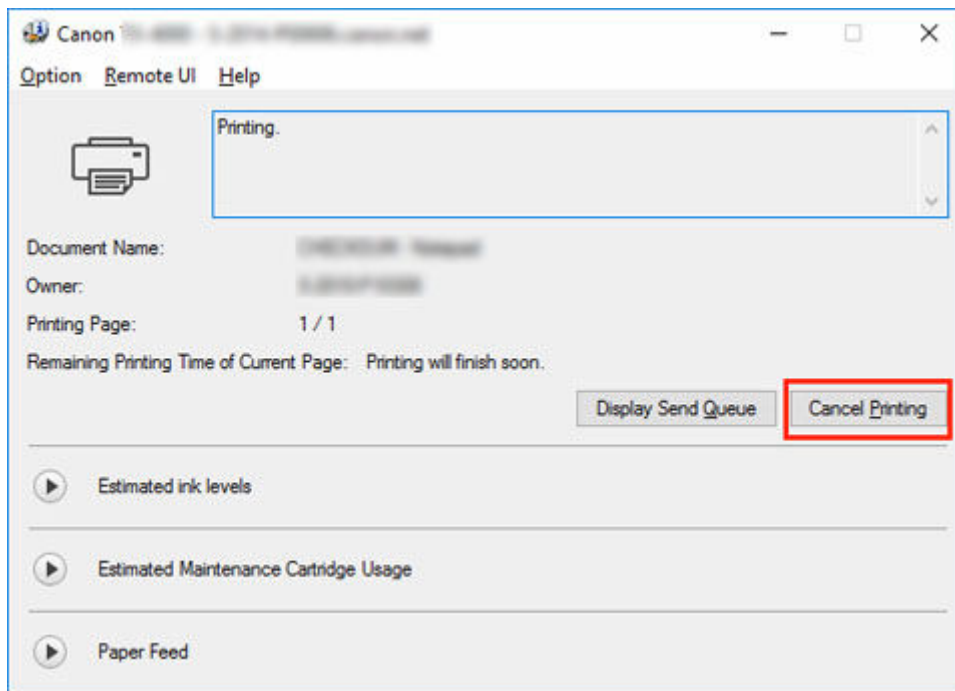 Canon
Option Remote UI Help
Printing.
Document Name:
Owner:
Printing Page: 1 / 1
Remaining Printing Time of Current Page: Printing will finish soon.
Display Send Queue Cancel Printing
Estimated ink levels
Estimated Maintenance Cartridge Usage
Paper Feed